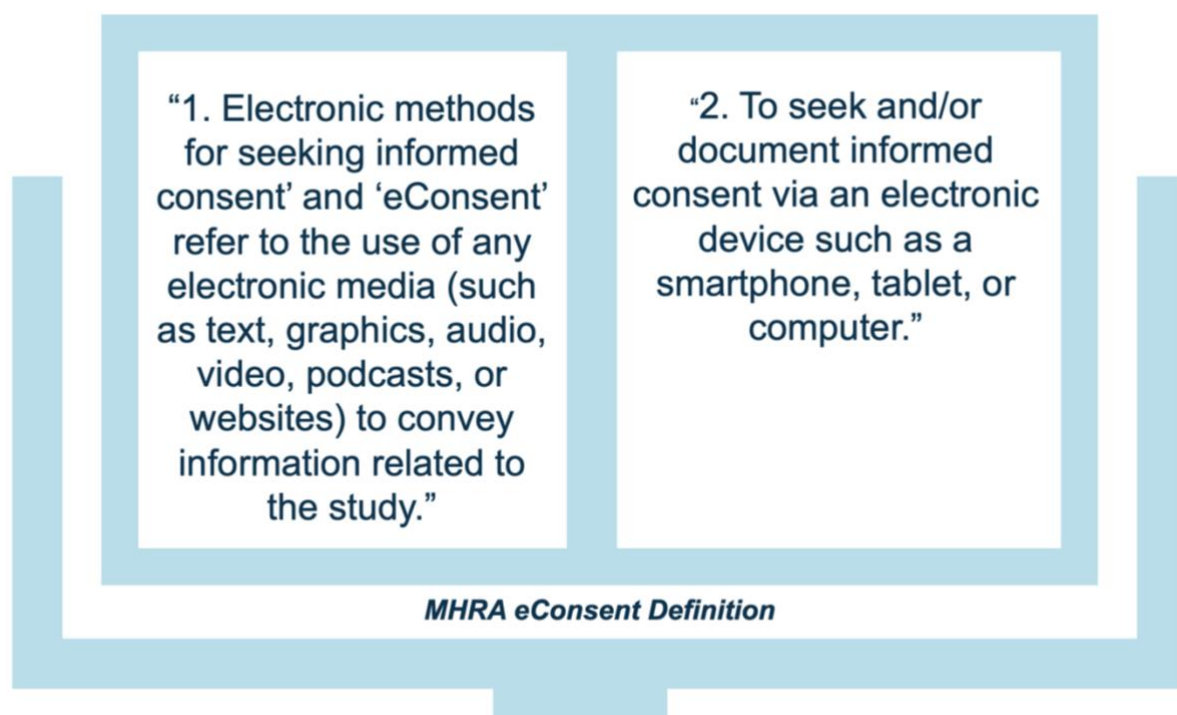 “1. Electronic methods
for seeking informed
consent’ and ‘eConsent’
refer to the use of any
electronic media (such
as text, graphics, audio,
video, podcasts, or
websites) to convey
information related to
the study.”
“2. To seek and/or
document informed
consent via an electronic
device such as a
smartphone, tablet, or
computer.”
MHRA eConsent Definition